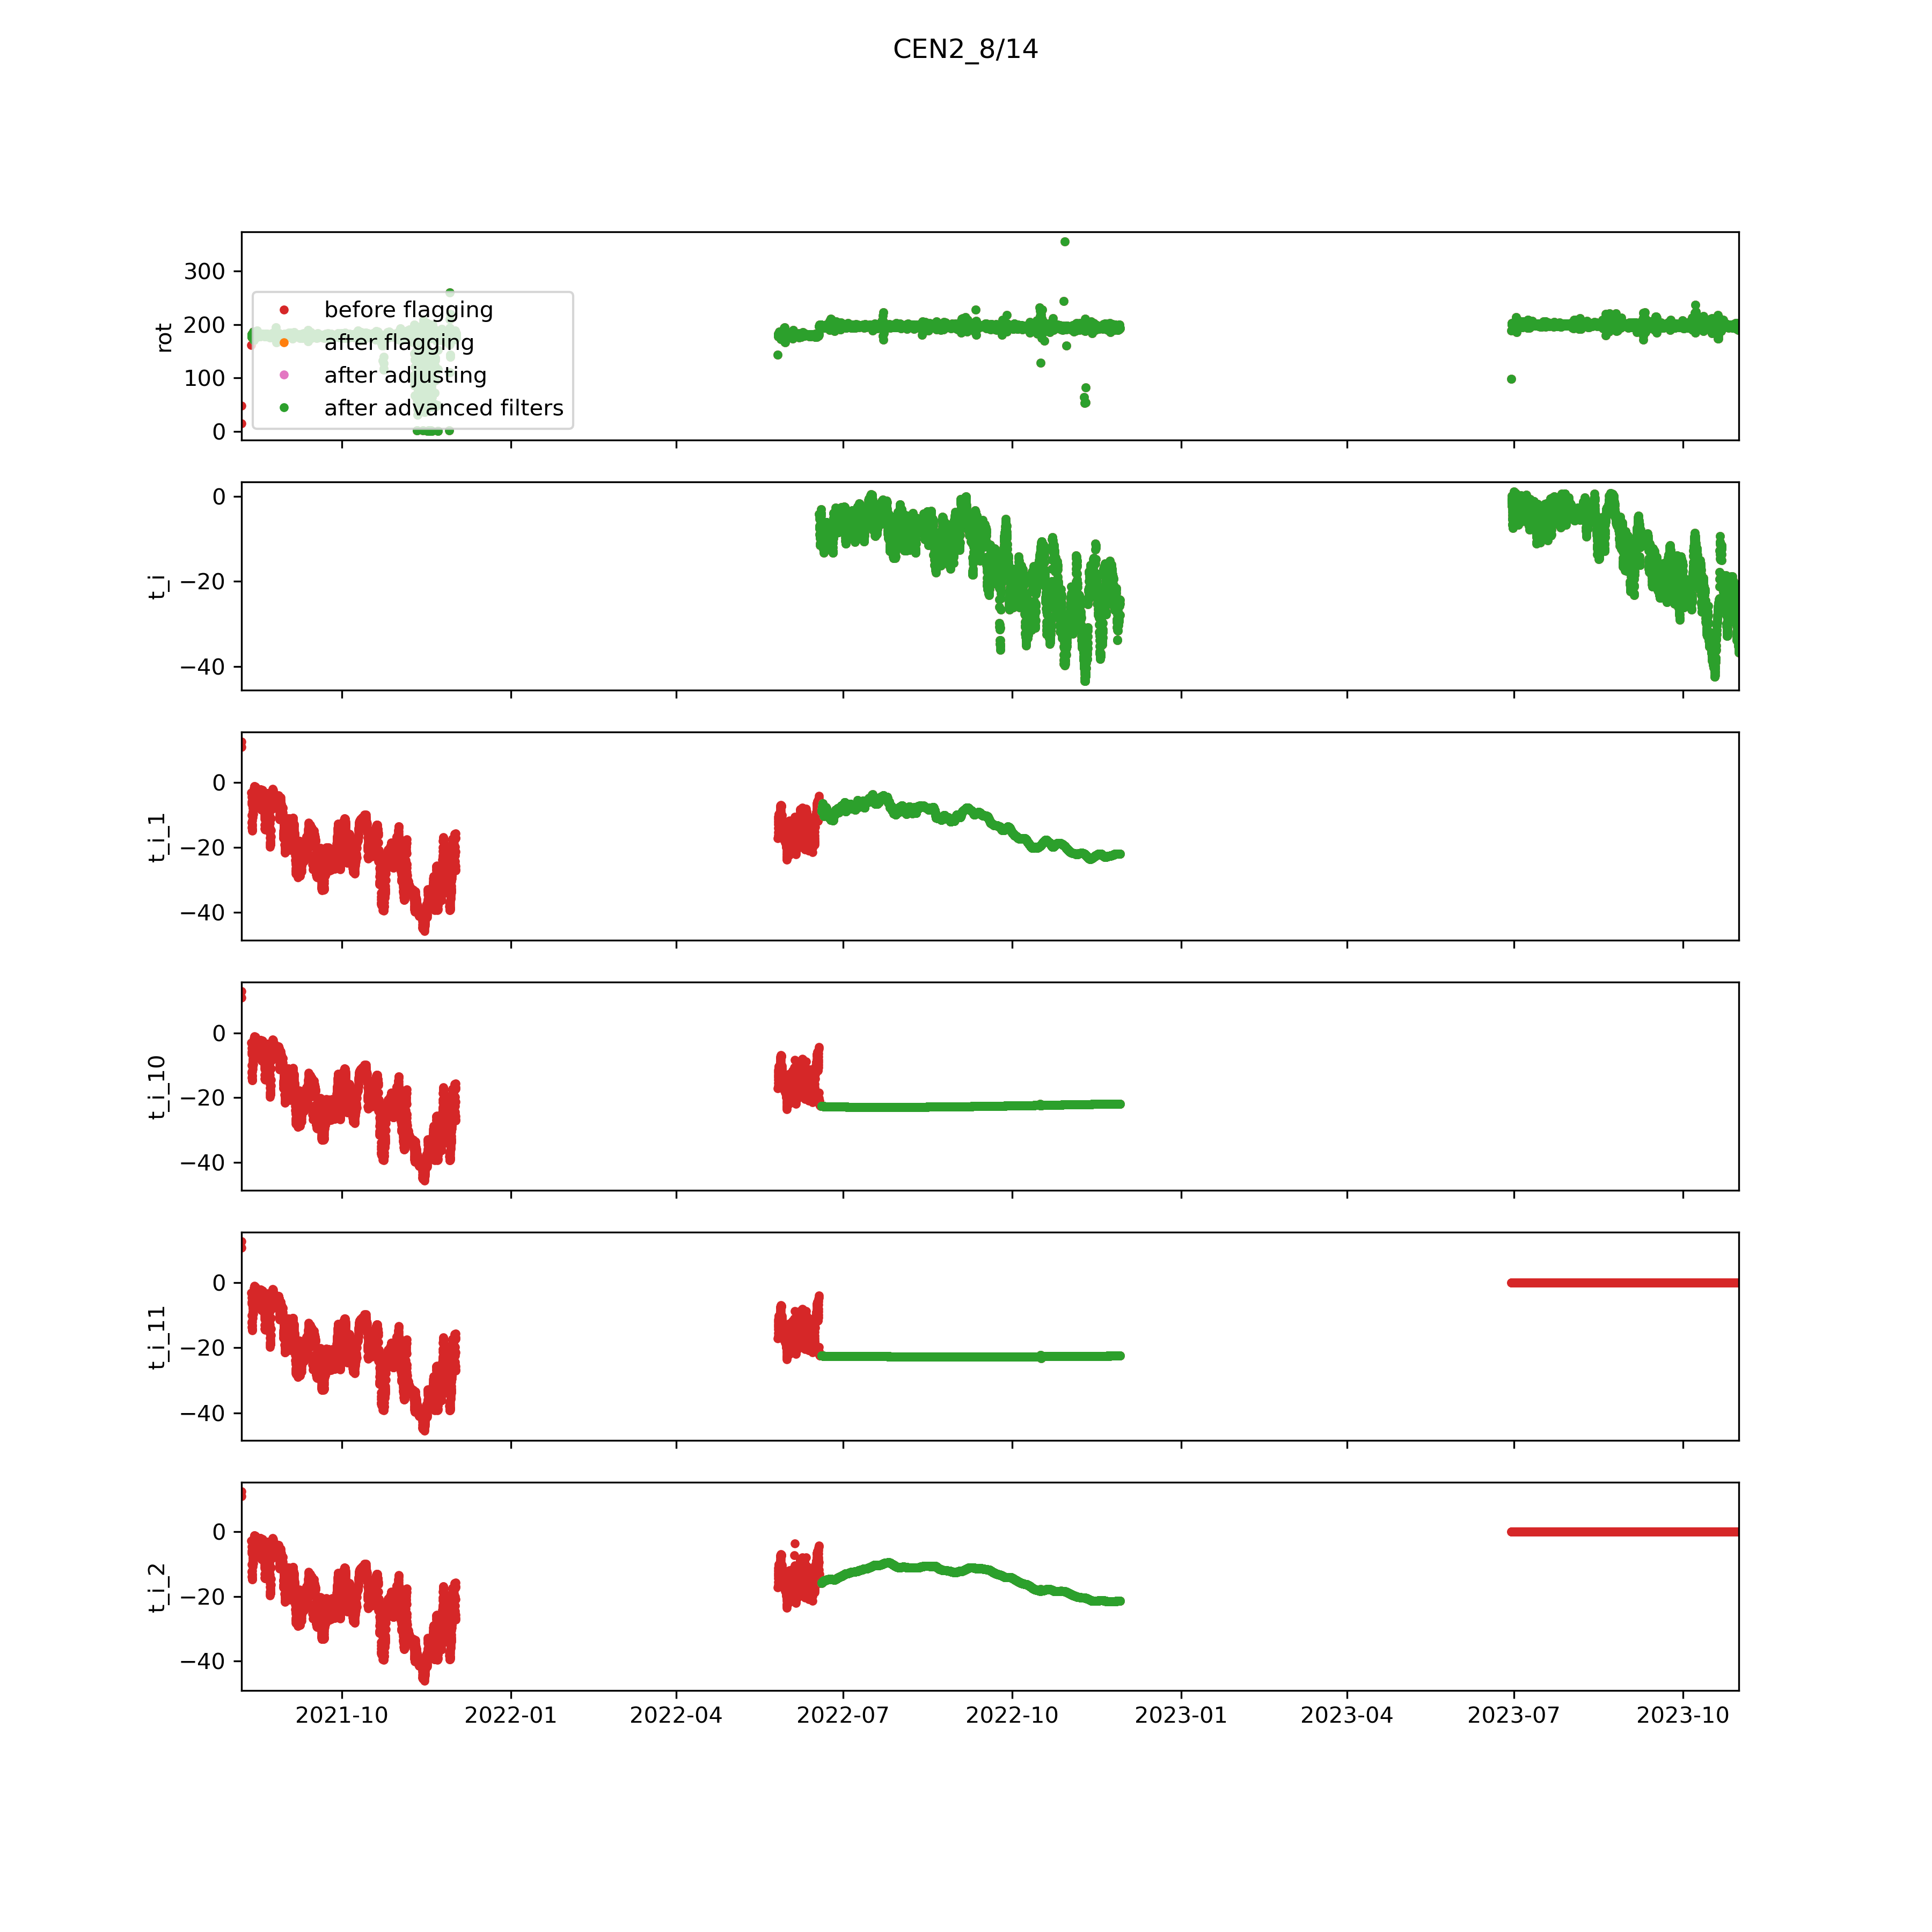 CEN2_8/14
300
200
100
0
rot
before flagging
after flagging
after adjusting
after advanced filters
0
−20
−40
t_i
0
−20
−40
t_i_1
0
−20
−40
t_i_10
0
−20
−40
t_i_11
0
−20
−40
t_i_2
2021-10 2022-01 2022-04 2022-07 2022-10 2023-01 2023-04 2023-07 2023-10